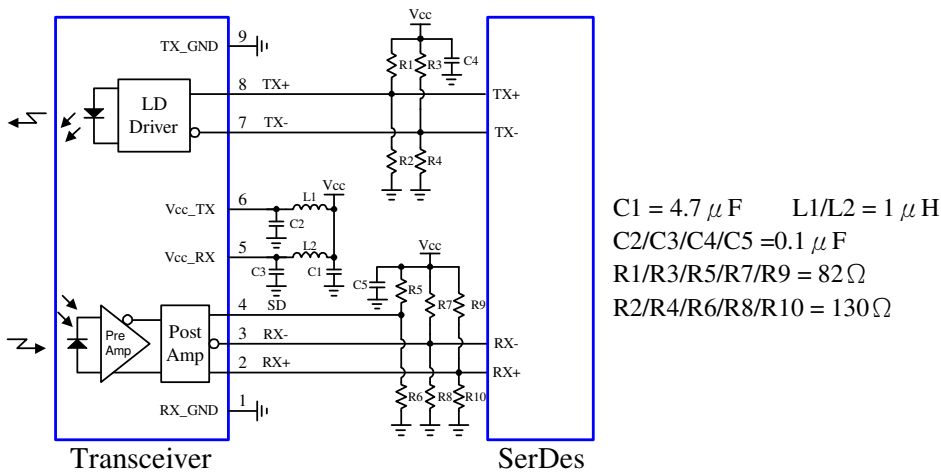 Vcc
TX_GND
9
R1
R3
C4
8
TX+
TX+
LD
Driver
7
TX-
TX-
R2
R4
Vcc
Vcc_TX
6
L1
C2
C1 = 4.7 μF L1/L2 = 1 μH
C2/C3/C4/C5 =0.1 μF
R1/R3/R5/R7/R9 = 82Ω
R2/R4/R6/R8/R10 = 130Ω
Vcc_RX
5
L2
Vcc
C3
C1
C5
R5
R7
R9
4
SD
Pre
Amp
Post
Amp
3
RX-
RX-
2
RX+
RX+
R6
R8
R10
RX_GND
1
Transceiver
SerDes